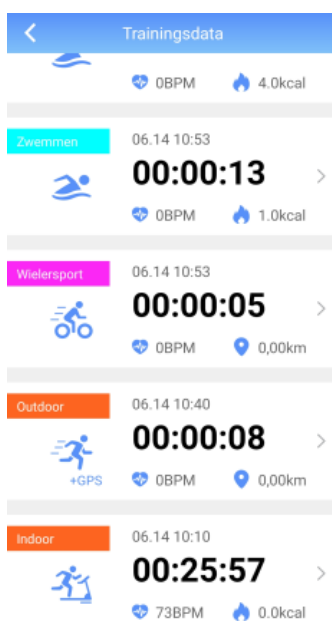 Trainingsdata
0BPM 4.0kcal
Zwemmen 06.14 10:53
00:00:13
0BPM 1.0kcal
Wielersport 06.14 10:53
00:00:05
0BPM 0,00km
Outdoor 06.14 10:40
00:00:08
+GPS 0BPM 0,00km
Indoor 06.14 10:10
00:25:57
73BPM 0.0kcal